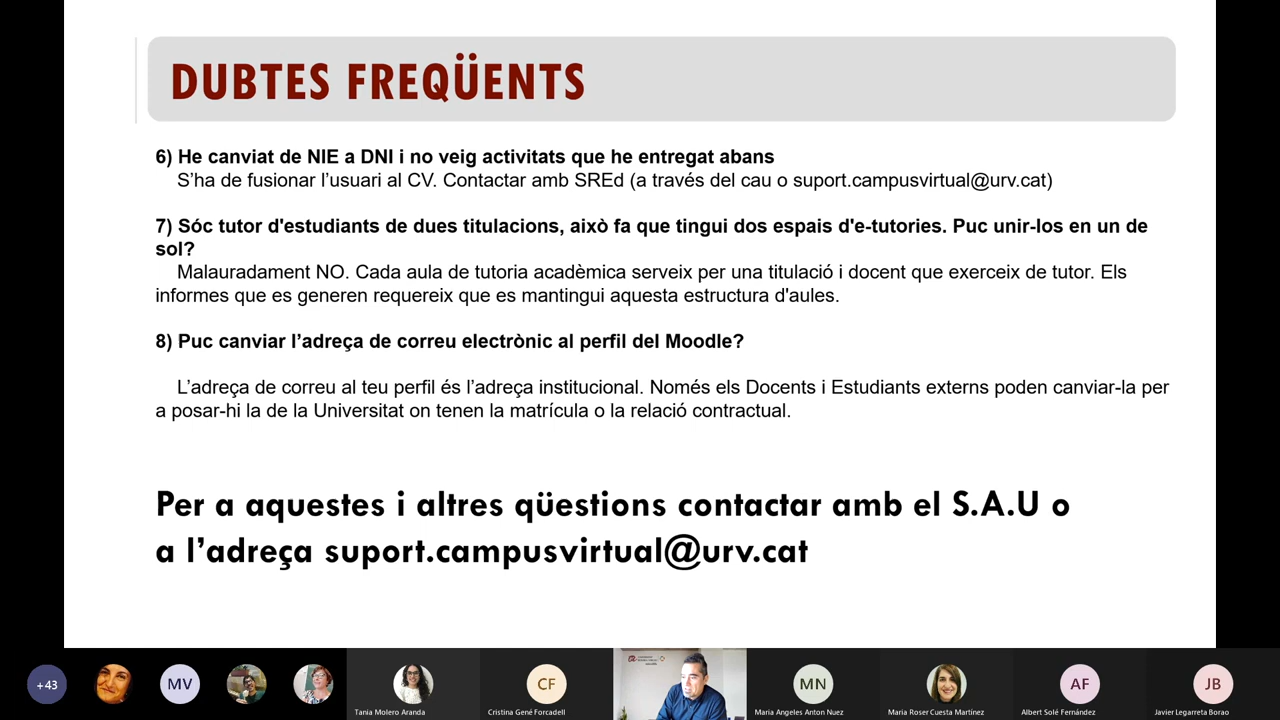 DUBTES FREQÜENTS
6) He canviat de NIE a DNI i no veig activitats que he entregat abans
S’ha de fusionar l’usuari al CV. Contactar amb SREd (a través del cau o suport.campusvirtual@urv.cat)
7) Sóc tutor d'estudiants de dues titulacions, això fa que tingui dos espais d'e-tutories. Puc unir-los en un de
sol?
Malauradament NO. Cada aula de tutoria acadèmica serveix per una titulació i docent que exerceix de tutor. Els
informes que es generen requereix que es mantingui aquesta estructura d'aules.
8) Puc canviar l’adreça de correu electrònic al perfil del Moodle?
L’adreça de correu al teu perfil és l’adreça institucional. Només els Docents i Estudiants externs poden canviar-la per
a posar-hi la de la Universitat on tenen la matrícula o la relació contractual.
Per a aquestes i altres qüestions contactar amb el S.A.U o
a l’adreça suport.campusvirtual@urv.cat
+43
MV
CF
MN
AF
JB
Tania Molero Aranda
Cristina Gené Forcadell
Maria Angeles Anton Nuez
Maria Roser Cuesta Martínez
Albert Solé Fernández
Javier Legarreta Borao